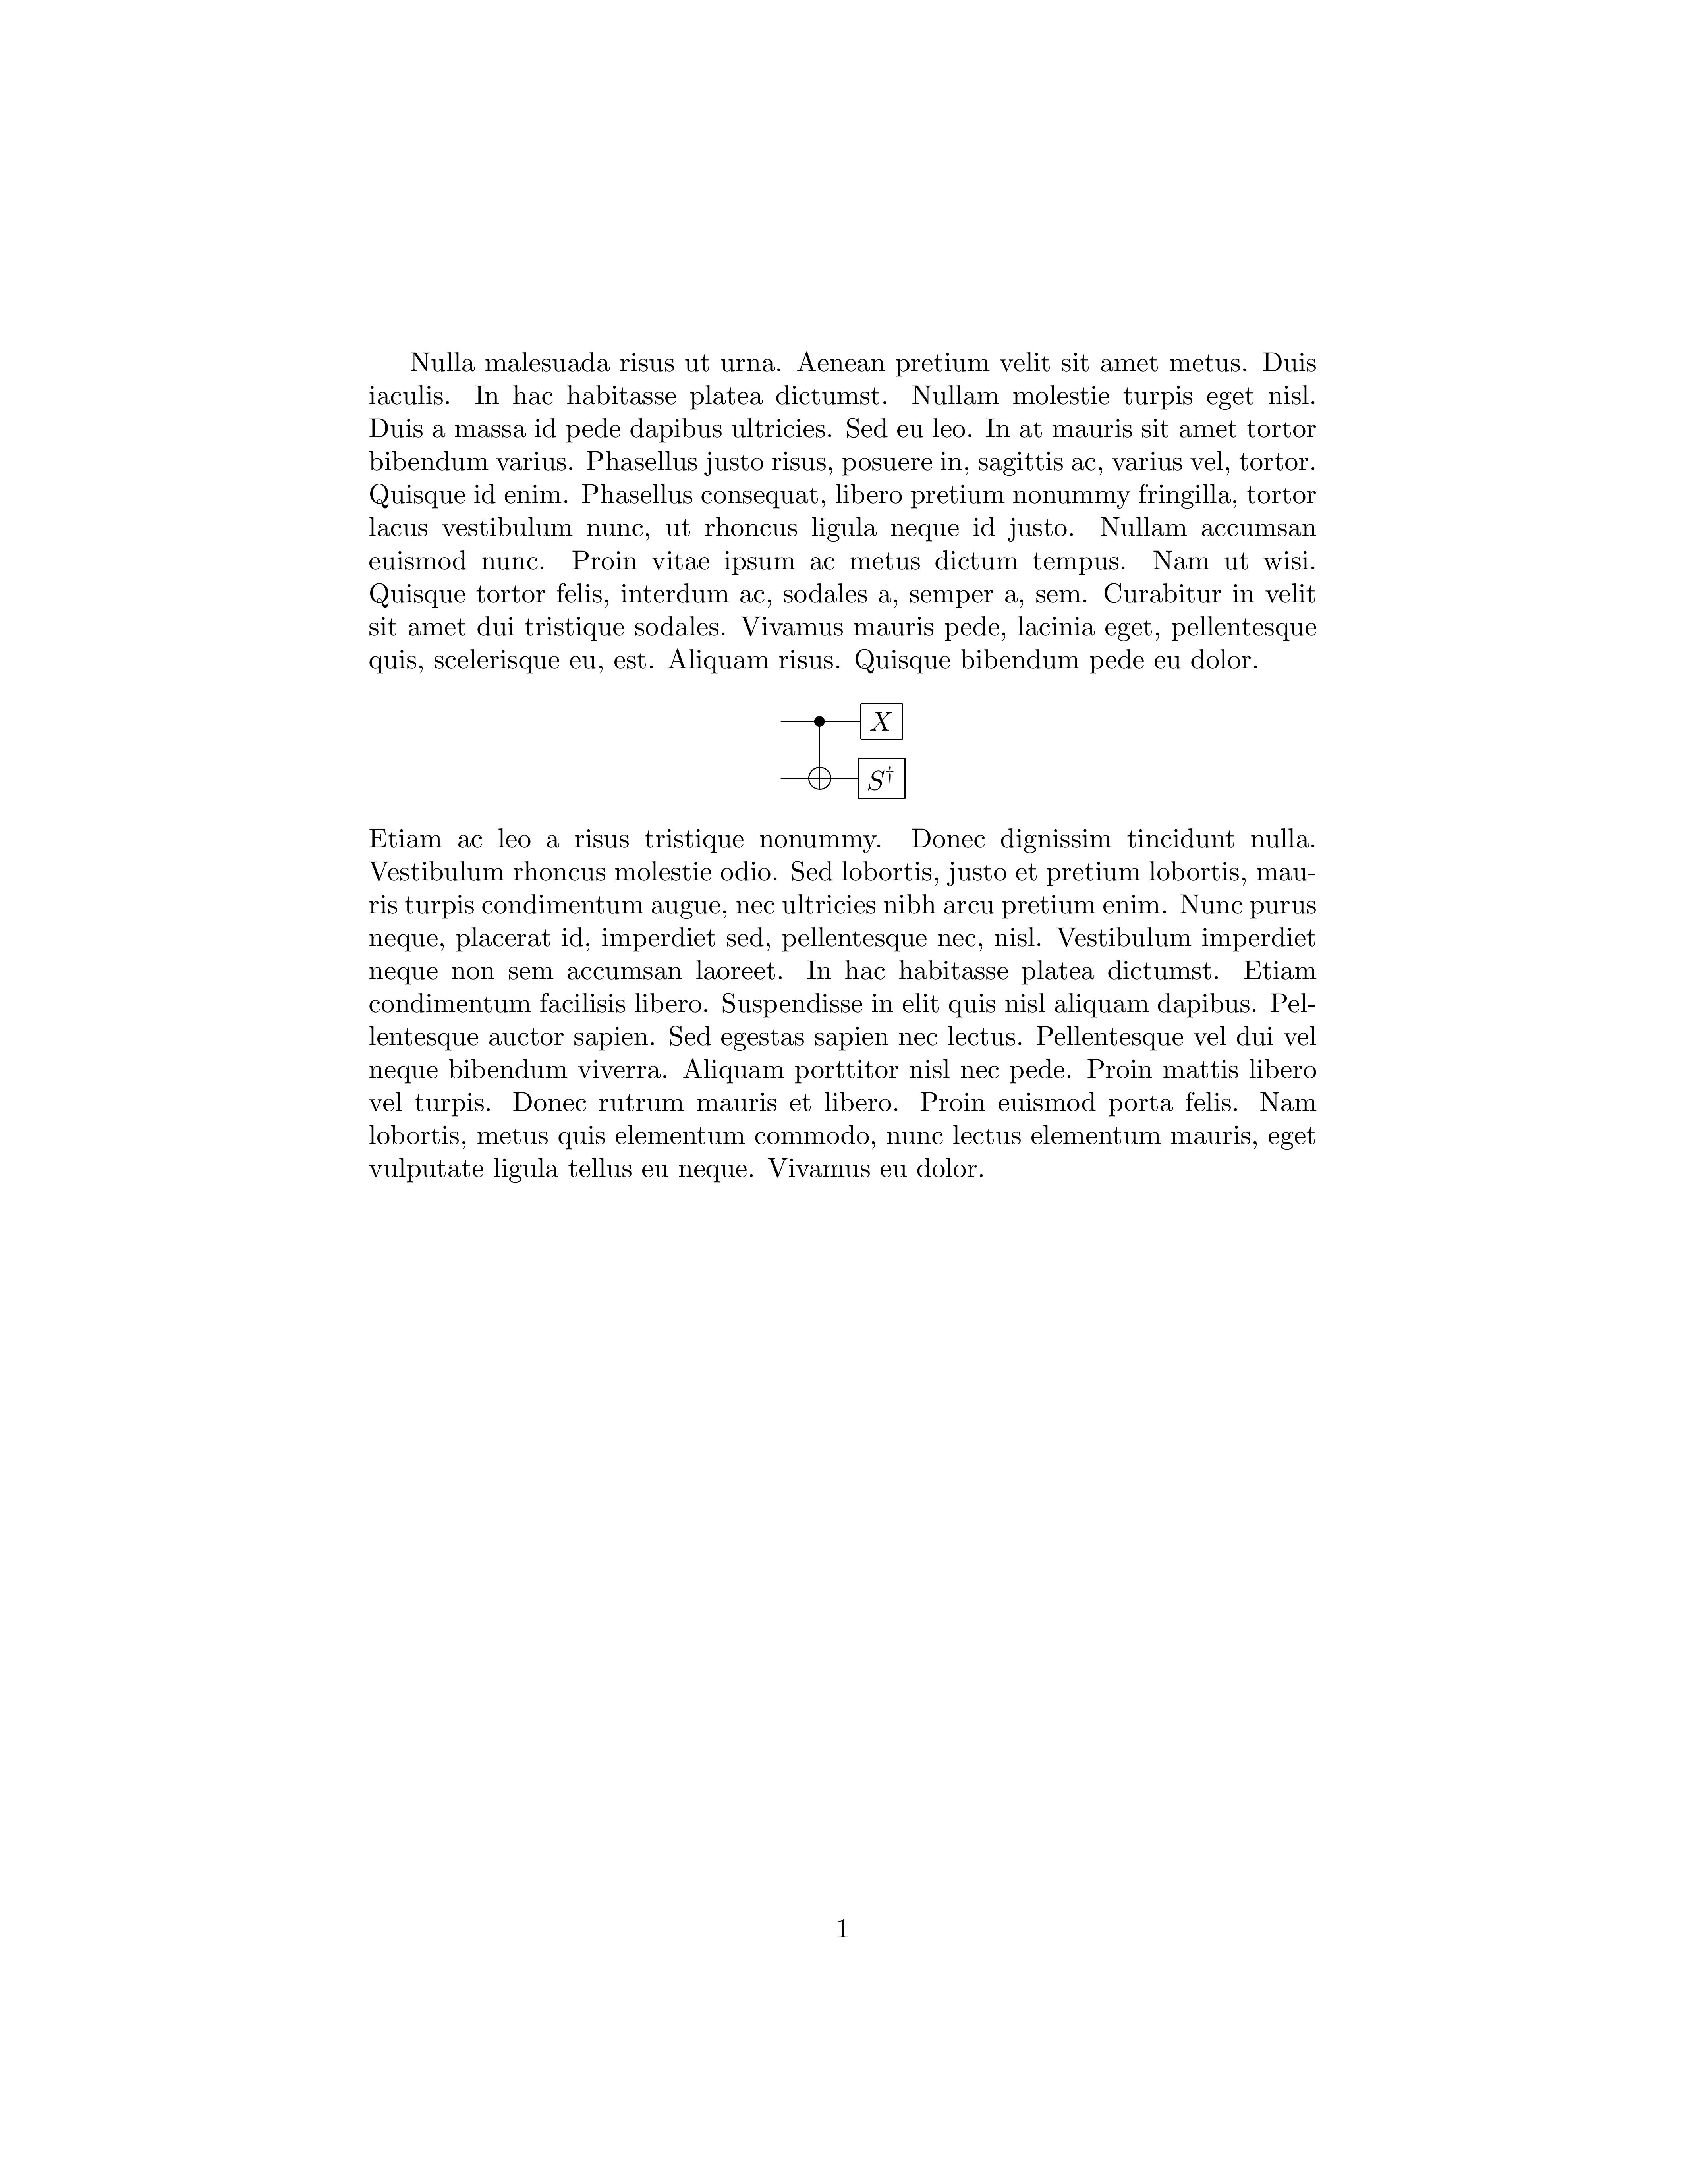 Nulla malesuada risus ut urna. Aenean pretium velit sit amet metus. Duis
iaculis. In hac habitasse platea dictumst. Nullam molestie turpis eget nisl.
Duis a massa id pede dapibus ultricies. Sed eu leo. In at mauris sit amet tortor
bibendum varius. Phasellus justo risus, posuere in, sagittis ac, varius vel, tortor.
Quisque id enim. Phasellus consequat, libero pretium nonummy fringilla, tortor
lacus vestibulum nunc, ut rhoncus ligula neque id justo. Nullam accumsan
euismod nunc. Proin vitae ipsum ac metus dictum tempus. Nam ut wisi.
Quisque tortor felis, interdum ac, sodales a, semper a, sem. Curabitur in velit
sit amet dui tristique sodales. Vivamus mauris pede, lacinia eget, pellentesque
quis, scelerisque eu, est. Aliquam risus. Quisque bibendum pede eu dolor.
X
S†
Etiam ac leo a risus tristique nonummy. Donec dignissim tincidunt nulla.
Vestibulum rhoncus molestie odio. Sed lobortis, justo et pretium lobortis, mau-
ris turpis condimentum augue, nec ultricies nibh arcu pretium enim. Nunc purus
neque, placerat id, imperdiet sed, pellentesque nec, nisl. Vestibulum imperdiet
neque non sem accumsan laoreet. In hac habitasse platea dictumst. Etiam
condimentum facilisis libero. Suspendisse in elit quis nisl aliquam dapibus. Pel-
lentesque auctor sapien. Sed egestas sapien nec lectus. Pellentesque vel dui vel
neque bibendum viverra. Aliquam porttitor nisl nec pede. Proin mattis libero
vel turpis. Donec rutrum mauris et libero. Proin euismod porta felis. Nam
lobortis, metus quis elementum commodo, nunc lectus elementum mauris, eget
vulputate ligula tellus eu neque. Vivamus eu dolor.
1